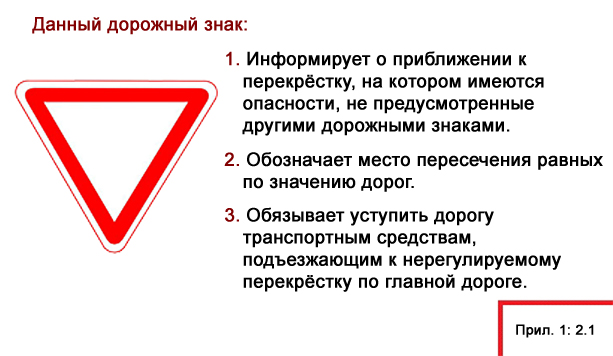 Данный дорожный знак:
1. Информирует о приближении к
перекрёстку, на котором имеются
опасности, не предусмотренные
другими дорожными знаками.
2. Обозначает место пересечения равных
по значению дорог.
3. Обязывает уступить дорогу
транспортным средствам,
подъезжающим к нерегулируемому
перекрёстку по главной дороге.
Прил. 1: 2.1